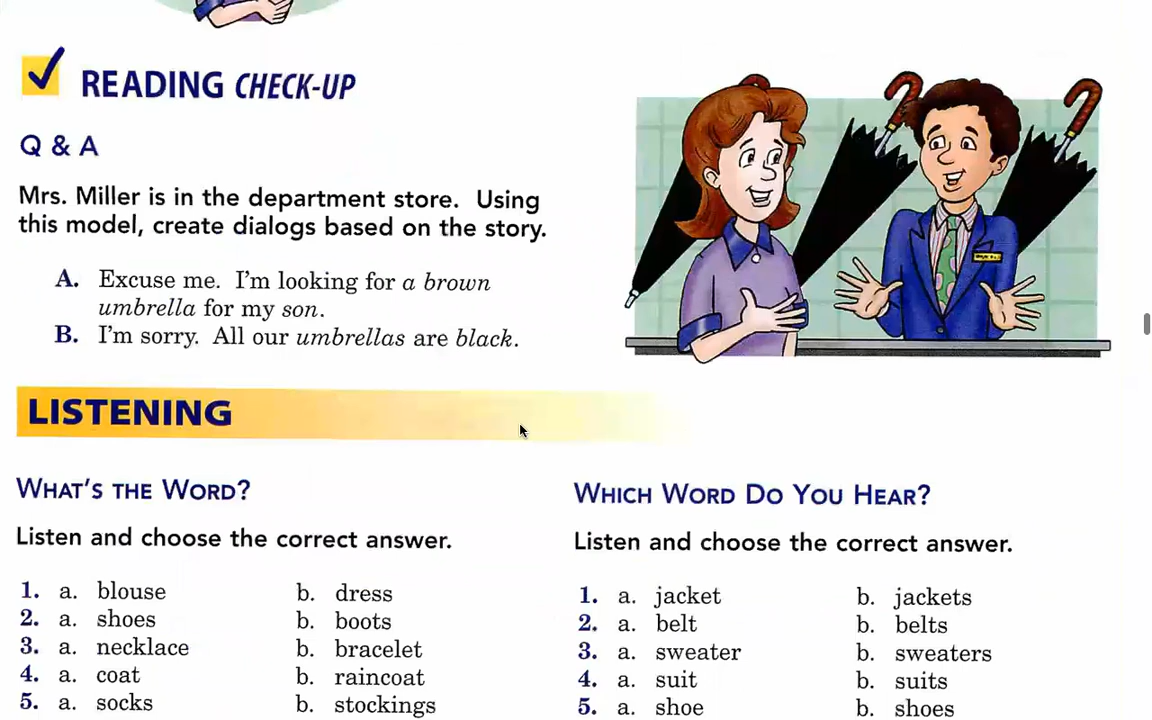 READING CHECK-UP
Q & A
Mrs. Miller is in the department store. Using
this model, create dialogs based on the story.
A. Excuse me. I'm looking for a brown
umbrella for my son.
B. I'm sorry. All our umbrellas are black.
LISTENING
WHAT'S THE WORD?
Listen and choose the correct answer.
1. a. blouse b. dress
2. a. shoes b. boots
3. a. necklace b. bracelet
4. a. coat b. raincoat
5. a. socks b. stockings
WHICH WORD DO YOU HEAR?
Listen and choose the correct answer.
1. a. jacket b. jackets
2. a. belt b. belts
3. a. sweater b. sweaters
4. a. suit b. suits
5. a. shoe b. shoes